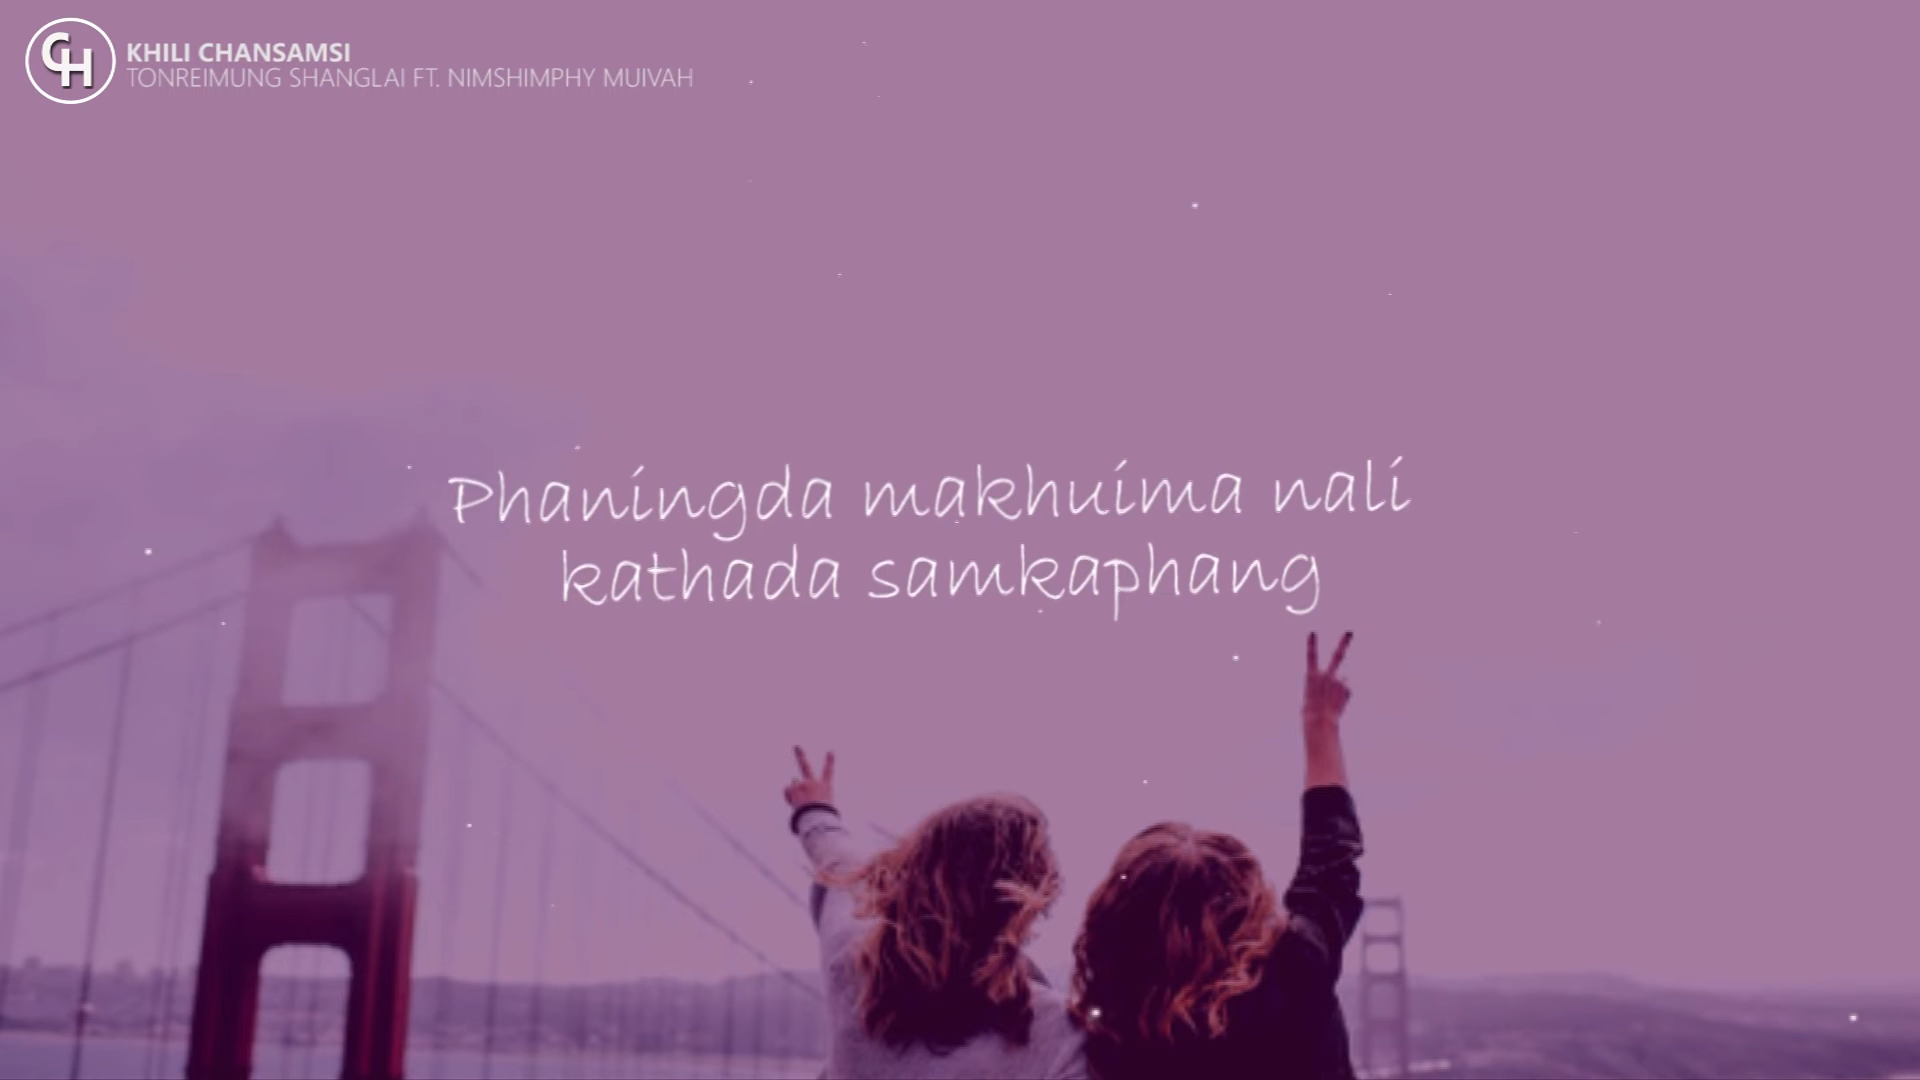 CH
KHILI CHANSAMSI
TONREIMUNG SHANGLAI FT. NIMSHIMPHY MUIVAH
Phaningda makhuima nali
kathada samkaphang